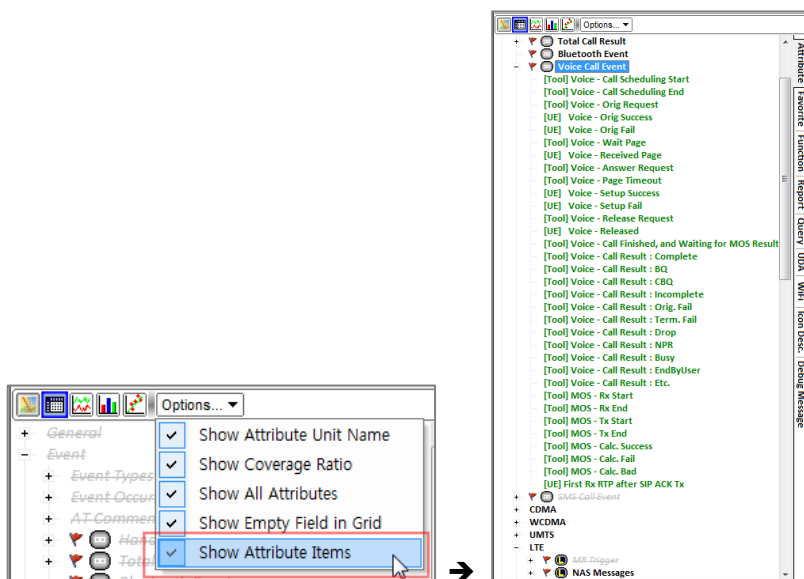 Options...
Total Call Result
Bluetooth Event
Voice Call Event
[Tool] Voice - Call Scheduling Start
[Tool] Voice - Call Scheduling End
[Tool] Voice - Orig Request
[UE] Voice - Orig Success
[UE] Voice - Orig Fail
[Tool] Voice - Wait Page
[UE] Voice - Received Page
[Tool] Voice - Answer Request
[Tool] Voice - Page Timeout
[UE] Voice - Setup Success
[UE] Voice - Setup Fail
[Tool] Voice - Release Request
[UE] Voice - Released
[Tool] Voice - Call Finished, and Waiting for MOS Result
[Tool] Voice - Call Result : Complete
[Tool] Voice - Call Result : BQ
[Tool] Voice - Call Result : CBQ
[Tool] Voice - Call Result : Incomplete
[Tool] Voice - Call Result : Orig. Fail
[Tool] Voice - Call Result : Term. Fail
[Tool] Voice - Call Result : Drop
[Tool] Voice - Call Result : NPR
[Tool] Voice - Call Result : Busy
[Tool] Voice - Call Result : EndByUser
[Tool] Voice - Call Result : Etc.
[Tool] MOS - Rx Start
[Tool] MOS - Rx End
[Tool] MOS - Tx Start
[Tool] MOS - Tx End
[Tool] MOS - Calc. Success
[Tool] MOS - Calc. Fail
[Tool] MOS - Calc. Bad
[UE] First Rx RTP after SIP ACK Tx
SMS Call Event
CDMA
WCDMA
UMTS
LTE
MR Trigger
NAS Messages
Attribute
Favorite
Function
Report
Query
UDA
WiFi
Icon Desc.
Debug Message
Options...
General
Event
Event Types
Event Occur
AT Commen
Hand
Total
Show Attribute Unit Name
Show Coverage Ratio
Show All Attributes
Show Empty Field in Grid
Show Attribute Items